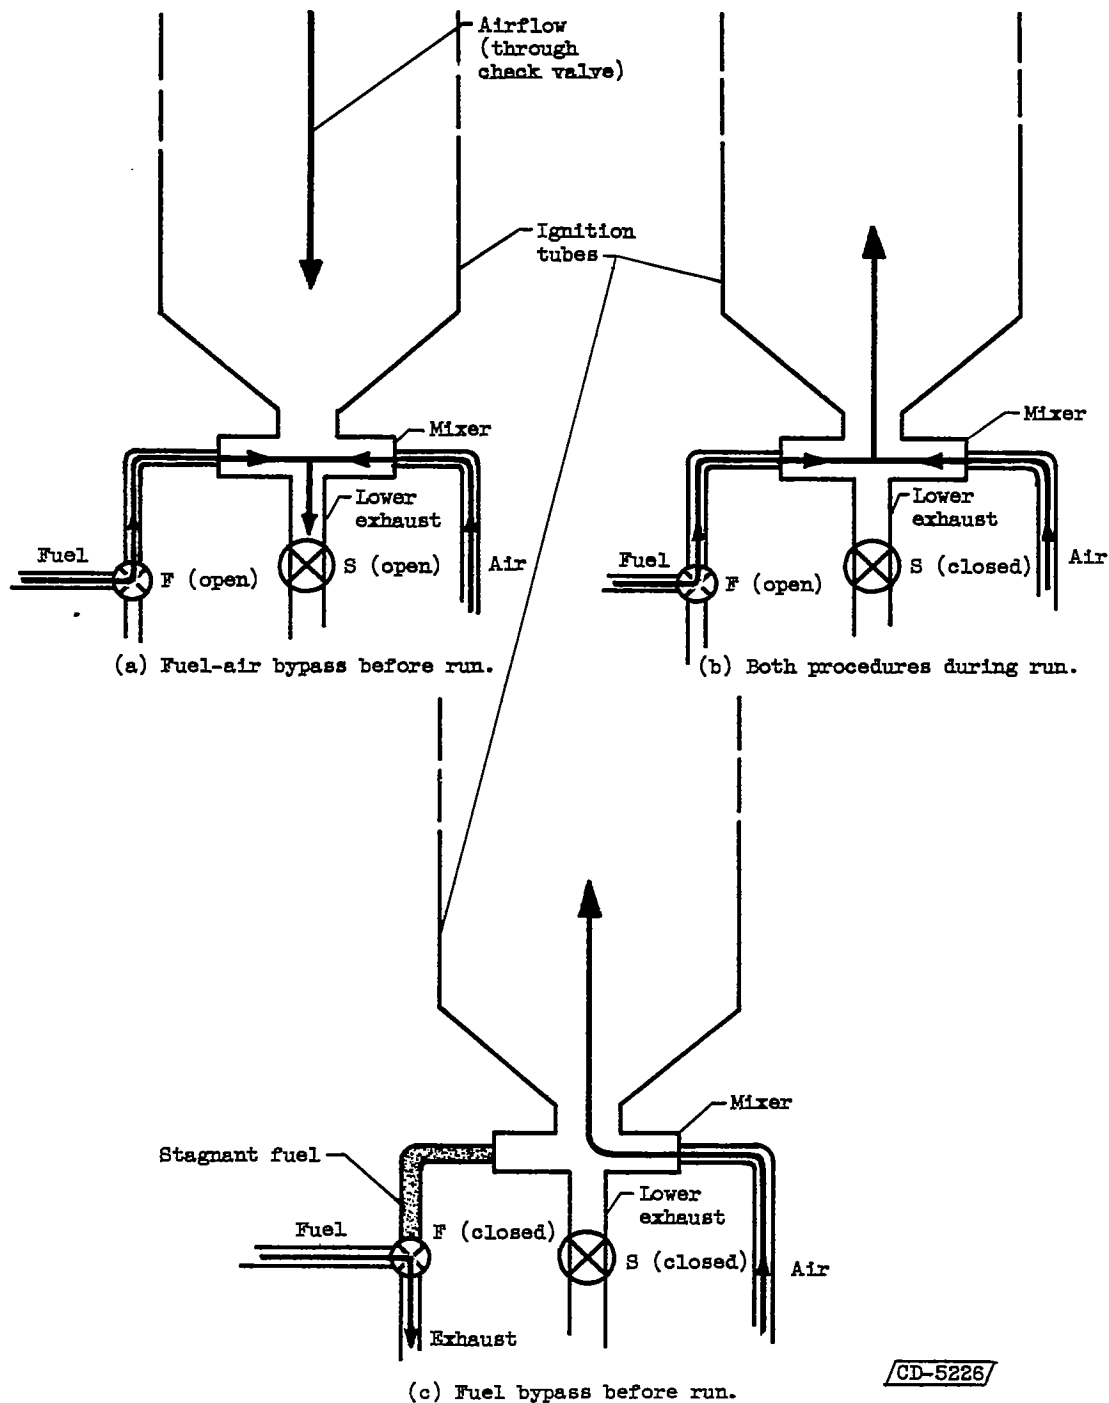 Airflow
(through
check valve)
Ignition
tubes
Mixer
Lower
exhaust
Fuel
F (open)
S (open)
Air
(a) Fuel-air bypass before run.
Mixer
Lower
exhaust
Fuel
F (open)
S (closed)
Air
(b) Both procedures during run.
Mixer
Stagnant fuel
Lower
exhaust
Fuel
F (closed)
S (closed)
Air
Exhaust
(c) Fuel bypass before run.
CD-5226